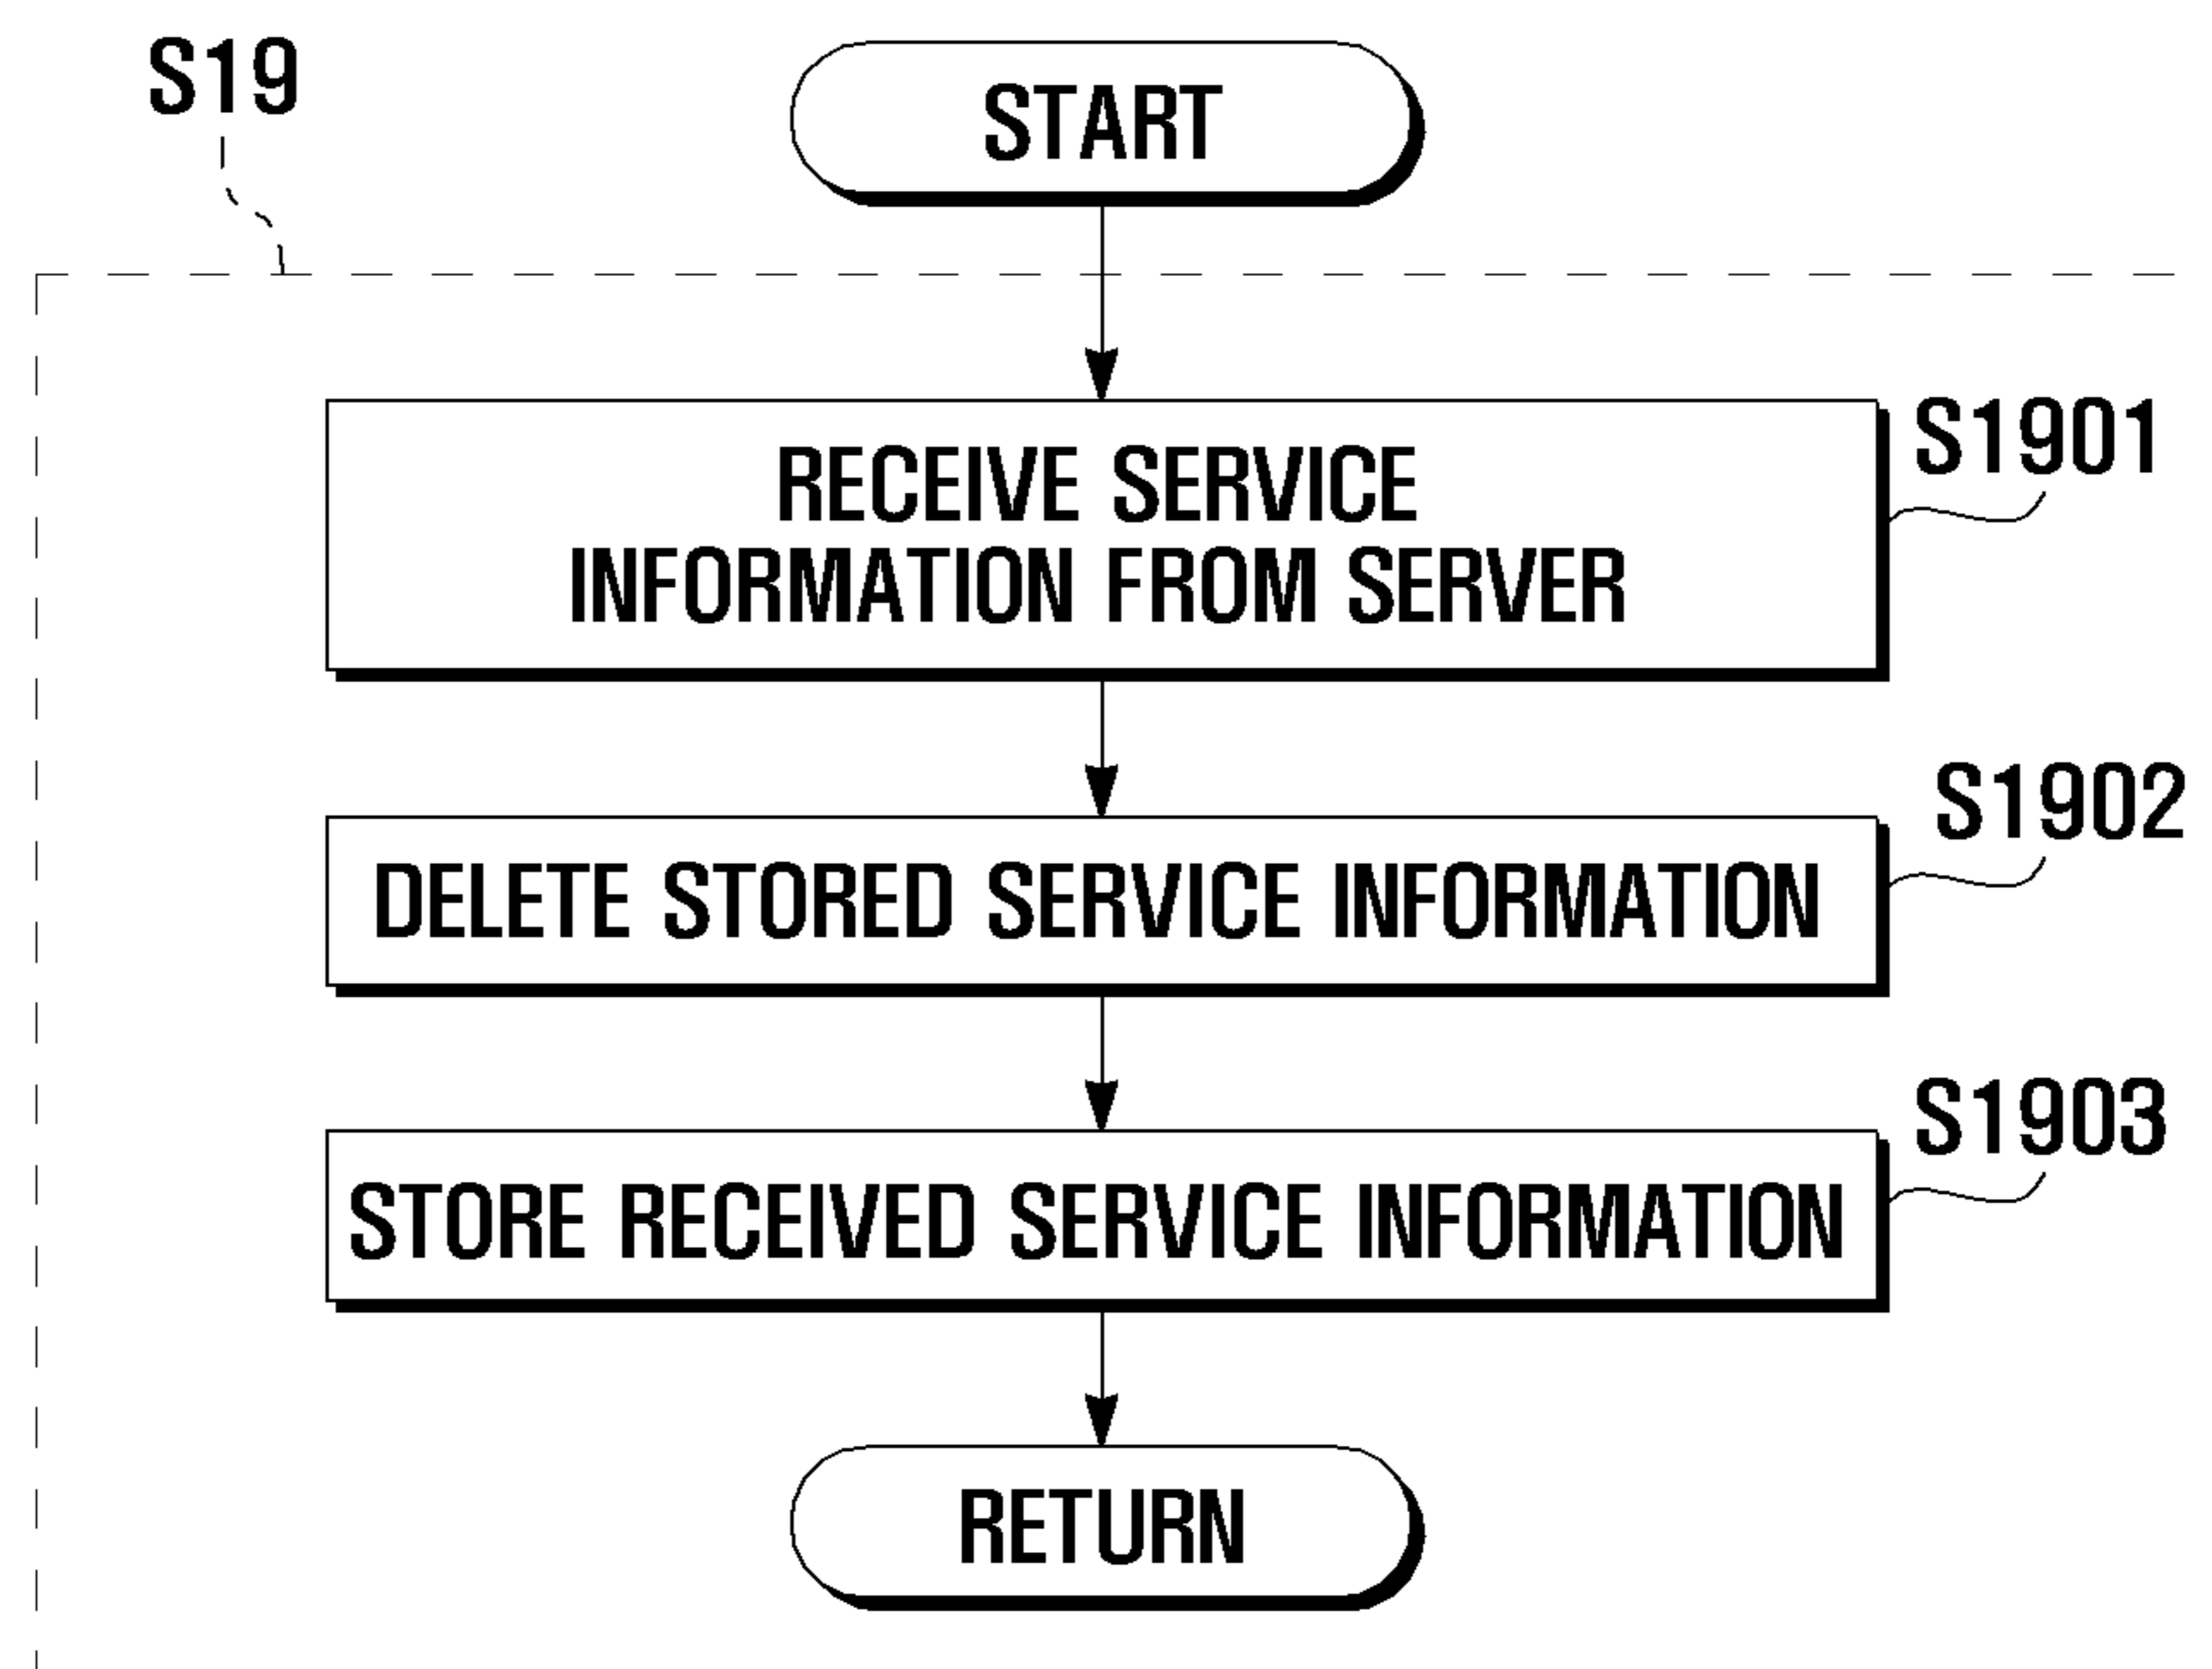 S19
START
RECEIVE SERVICE
INFORMATION FROM SERVER
S1901
DELETE STORED SERVICE INFORMATION
S1902
STORE RECEIVED SERVICE INFORMATION
S1903
RETURN